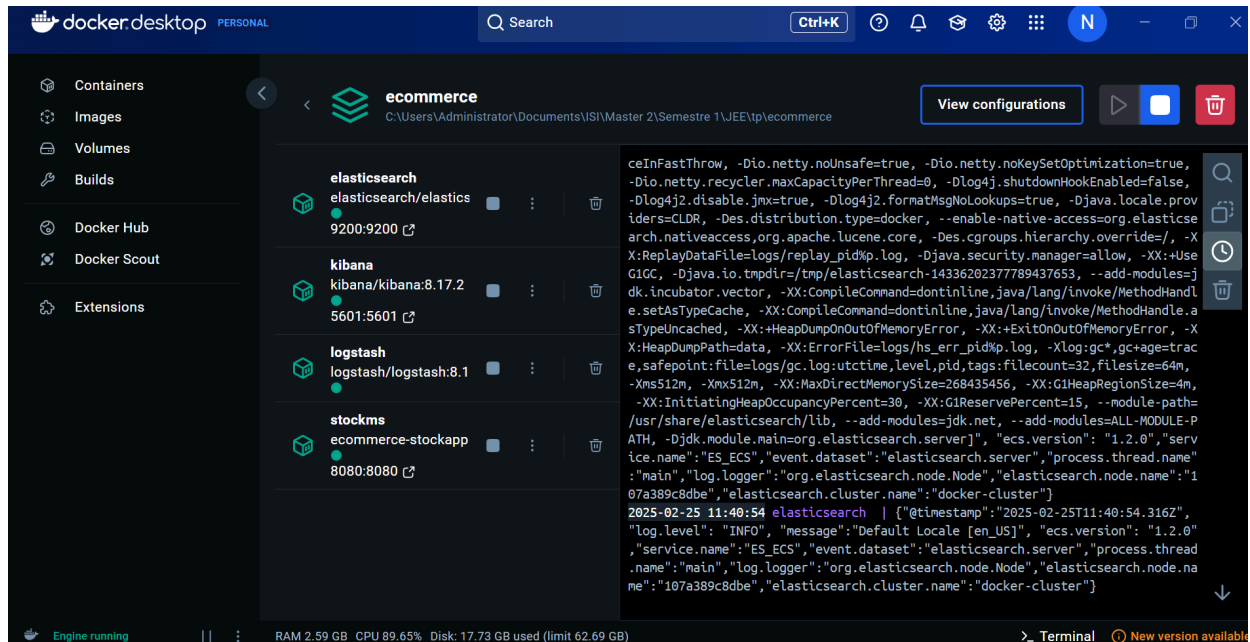 docker.desktop PERSONAL
Search
Ctrl+K
N
Containers
Images
Volumes
Builds
Docker Hub
Docker Scout
Extensions
ecommerce
C:\Users\Administrator\Documents\ISI\Master 2\Semestre 1\JEE\tp\ecommerce
View configurations
elasticsearch
elasticsearch/elastics
9200:9200
kibana
kibana/kibana:8.17.2
5601:5601
logstash
logstash/logstash:8.1
stockms
ecommerce-stockapp
8080:8080
ceInFastThrow, -Dio.netty.noUnsafe=true, -Dio.netty.noKeySetOptimization=true,
-Dio.netty.recycler.maxCapacityPerThread=0, -Dlog4j.shutdownHookEnabled=false,
-Dlog4j2.disable.jmx=true, -Dlog4j2.formatMsgNoLookups=true, -Djava.locale.prov
iders=CLDR, -Des.distribution.type=docker, --enable-native-access=org.elasticse
arch.nativeaccess,org.apache.lucene.core, -Des.cgroups.hierarchy.override=/, -X
X:ReplayDataFile=logs/replay_pid%p.log, -Djava.security.manager=allow, -XX:+Use
G1GC, -Djava.io.tmpdir=/tmp/elasticsearch-14336202377789437653, --add-modules=j
dk.incubator.vector, -XX:CompileCommand=dontinline,java/lang/invoke/MethodHandl
e.setAsTypeCache, -XX:CompileCommand=dontinline,java/lang/invoke/MethodHandle.a
sTypeUncached, -XX:+HeapDumpOnOutOfMemoryError, -XX:+ExitOnOutOfMemoryError, -X
X:HeapDumpPath=data, -XX:ErrorFile=logs/hs_err_pid%p.log, -Xlog:gc*,gc+age=trac
e,safepoint:file=logs/gc.log:utctime,level,pid,tags:filecount=32,filesize=64m,
-Xms512m, -Xmx512m, -XX:MaxDirectMemorySize=268435456, -XX:G1HeapRegionSize=4m,
-XX:InitiatingHeapOccupancyPercent=30, -XX:G1ReservePercent=15, --module-path=
/usr/share/elasticsearch/lib, --add-modules=jdk.net, --add-modules=ALL-MODULE-P
ATH, -Djdk.module.main=org.elasticsearch.server]", "ecs.version": "1.2.0","serv
ice.name":"ES_ECS","event.dataset":"elasticsearch.server","process.thread.name"
:"main","log.logger":"org.elasticsearch.node.Node","elasticsearch.node.name":"1
07a389c8dbe","elasticsearch.cluster.name":"docker-cluster"}
2025-02-25 11:40:54 elasticsearch | {"@timestamp":"2025-02-25T11:40:54.316Z",
"log.level": "INFO", "message":"Default Locale [en_US]", "ecs.version": "1.2.0"
,"service.name":"ES_ECS","event.dataset":"elasticsearch.server","process.thread
.name":"main","log.logger":"org.elasticsearch.node.Node","elasticsearch.node.na
me":"107a389c8dbe","elasticsearch.cluster.name":"docker-cluster"}
Engine running
RAM 2.59 GB CPU 89.65% Disk: 17.73 GB used (limit 62.69 GB)
>_ Terminal
New version available